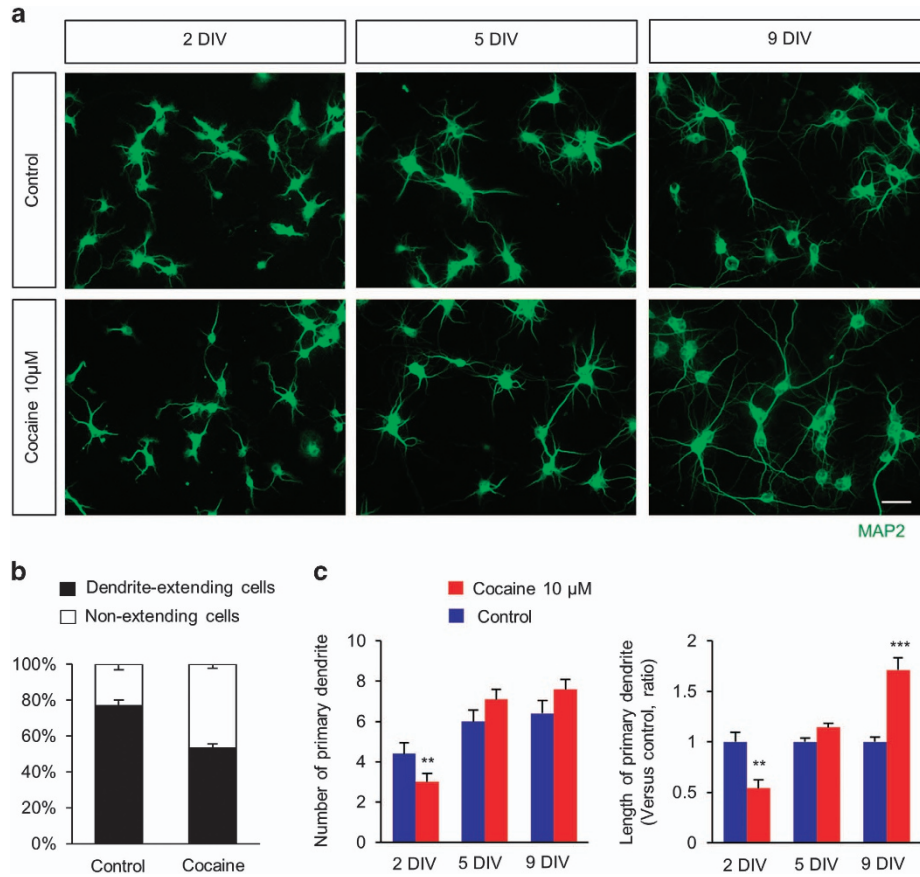 a
2 DIV
5 DIV
9 DIV
Control
Cocaine 10µM
MAP2
b
Dendrite-extending cells
Non-extending cells
100%
80%
60%
40%
20%
0%
Control
Cocaine
c
Cocaine 10 µM
Control
Number of primary dendrite
10
8
6
4
2
0
**
2 DIV
5 DIV
9 DIV
Length of primary dendrite
(Versus control, ratio)
2
1.5
1
0.5
0
**
***
2 DIV
5 DIV
9 DIV